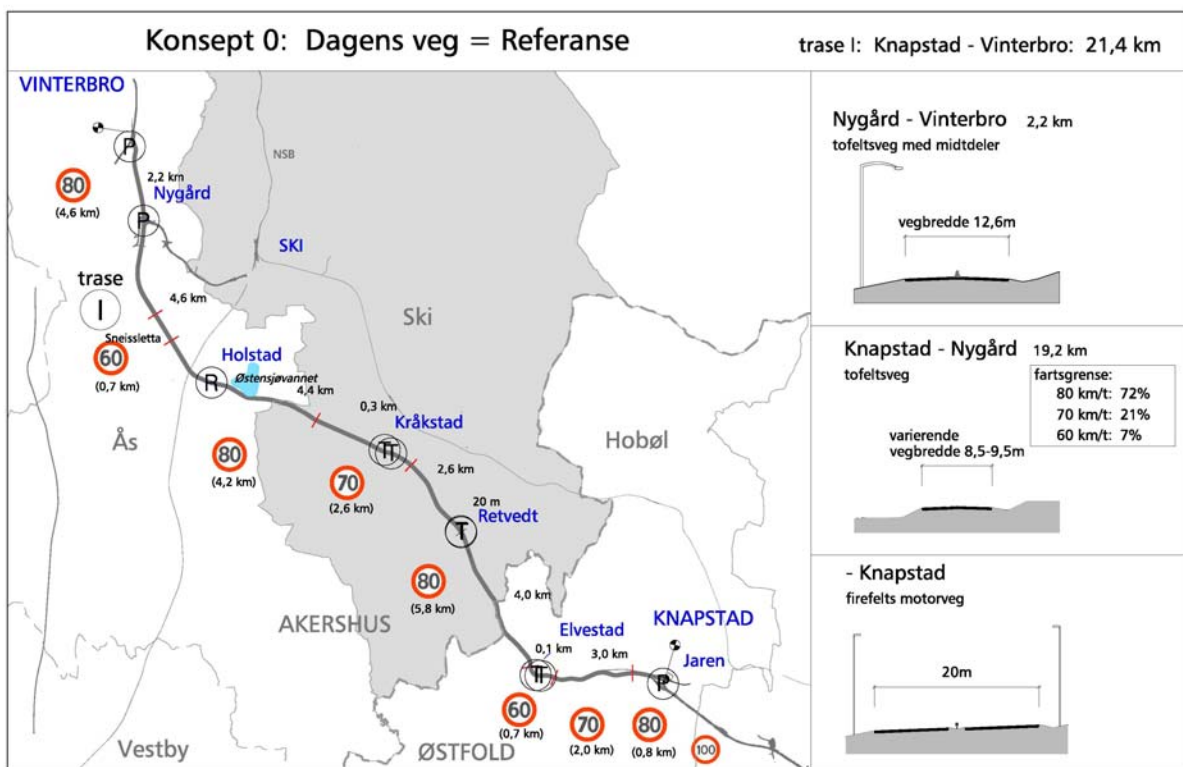 Konsept 0: Dagens veg = Referanse
trase I: Knapstad - Vinterbro: 21,4 km
VINTERBRO
P
NSB
80
(4,6 km)
2,2 km
Nygård
P
SKI
trase
I
4,6 km
Ski
Sneissletta
60
(0,7 km)
Holstad
R
Østensjøvannet
4,4 km
0,3 km
Kråkstad
TT
Ås
Hobøl
80
(4,2 km)
70
(2,6 km)
2,6 km
20 m
Retvedt
T
80
(5,8 km)
4,0 km
AKERSHUS
Elvestad
KNAPSTAD
0,1 km
3,0 km
Jaren
TT
P
60
(0,7 km)
70
(2,0 km)
80
(0,8 km)
100
Vestby
ØSTFOLD
Nygård - Vinterbro 2,2 km
tofeltsveg med midtdeler
vegbredde 12,6m
Knapstad - Nygård 19,2 km
tofeltsveg
fartsgrense:
80 km/t: 72%
70 km/t: 21%
60 km/t: 7%
varierende
vegbredde 8,5-9,5m
- Knapstad
firefelts motorveg
20m